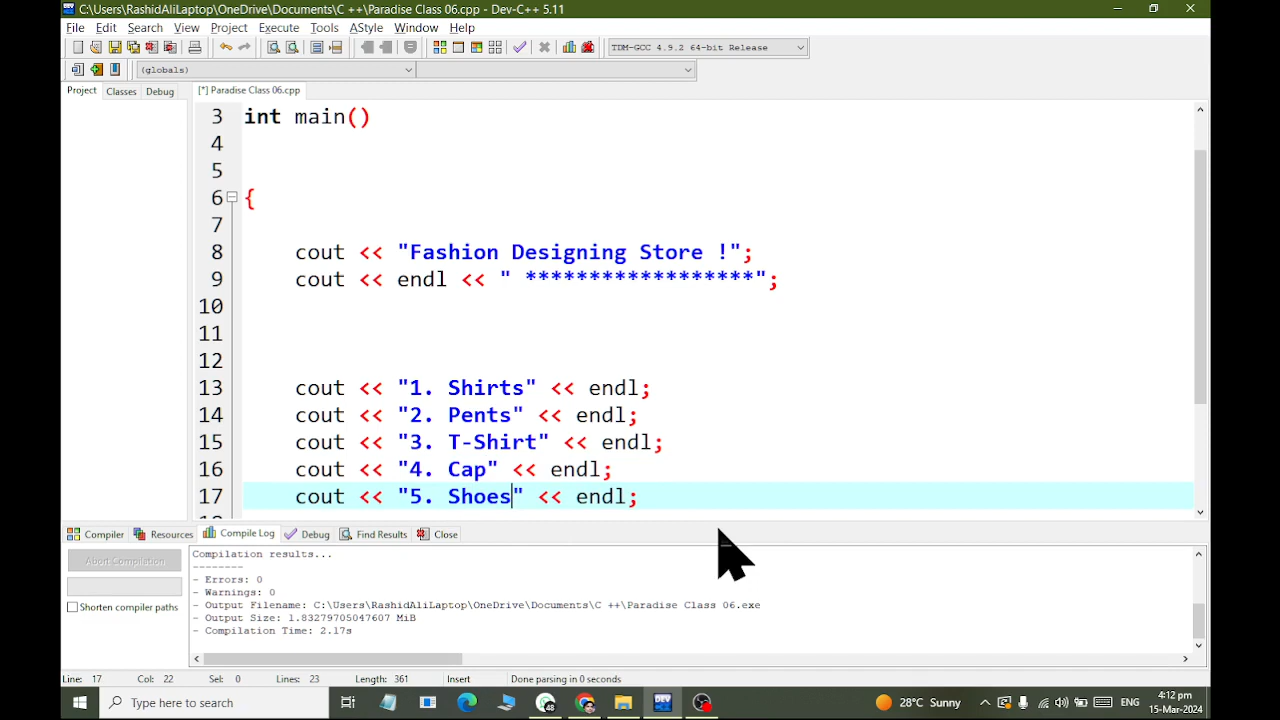 C:\Users\RashidAliLaptop\OneDrive\Documents\C ++\Paradise Class 06.cpp - Dev-C++ 5.11
File Edit Search View Project Execute Tools AStyle Window Help
TDM-GCC 4.9.2 64-bit Release
(globals)
Project Classes Debug [*] Paradise Class 06.cpp
3 int main()
4
5
6 {
7
8 cout << "Fashion Designing Store !";
9 cout << endl << " ******************";
10
11
12
13 cout << "1. Shirts" << endl;
14 cout << "2. Pents" << endl;
15 cout << "3. T-Shirt" << endl;
16 cout << "4. Cap" << endl;
17 cout << "5. Shoes" << endl;
Compiler Resources Compile Log Debug Find Results Close
Abort Compilation
Shorten compiler paths
Compilation results...
--------
- Errors: 0
- Warnings: 0
- Output Filename: C:\Users\RashidAliLaptop\OneDrive\Documents\C ++\Paradise Class 06.exe
- Output Size: 1.83279705047607 MiB
- Compilation Time: 2.17s
Line: 17 Col: 22 Sel: 0 Lines: 23 Length: 361 Insert Done parsing in 0 seconds
Type here to search
48
28°C Sunny
ENG
4:12 pm
15-Mar-2024